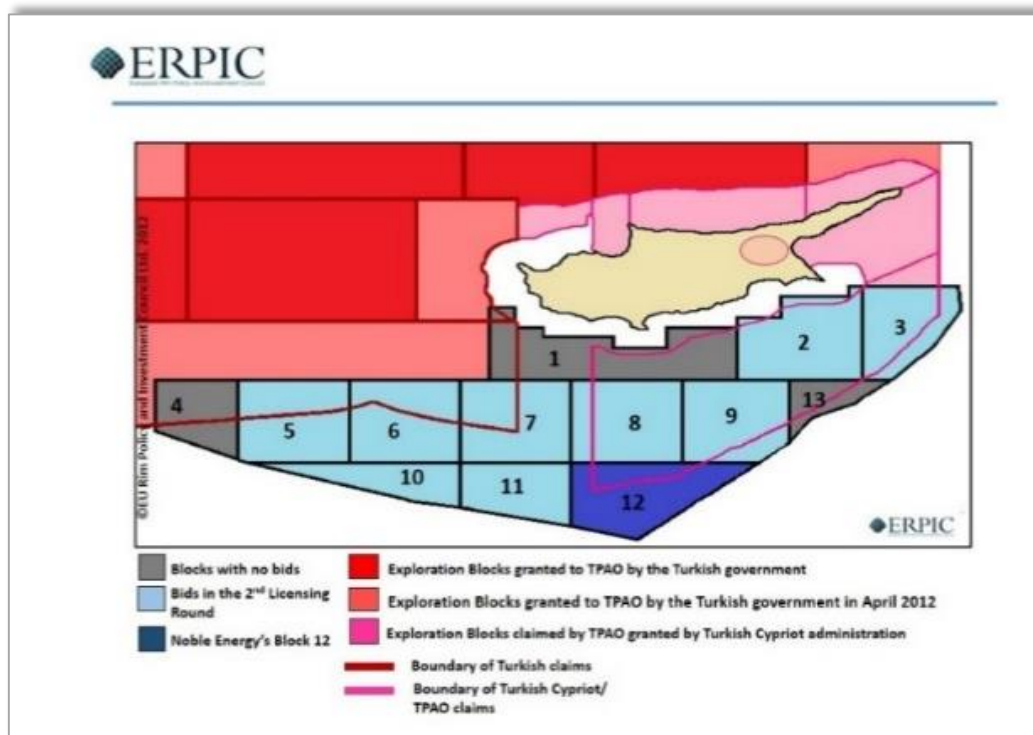 ERPIC
©EU Rim Policy and Investment Council Ltd. 2012
1
2
3
4
5
6
7
8
9
13
10
11
12
ERPIC
Blocks with no bids
Bids in the 2nd Licensing
Round
Noble Energy's Block 12
Exploration Blocks granted to TPAO by the Turkish government
Exploration Blocks granted to TPAO by the Turkish government in April 2012
Exploration Blocks claimed by TPAO granted by Turkish Cypriot administration
Boundary of Turkish claims
Boundary of Turkish Cypriot/
TPAO claims